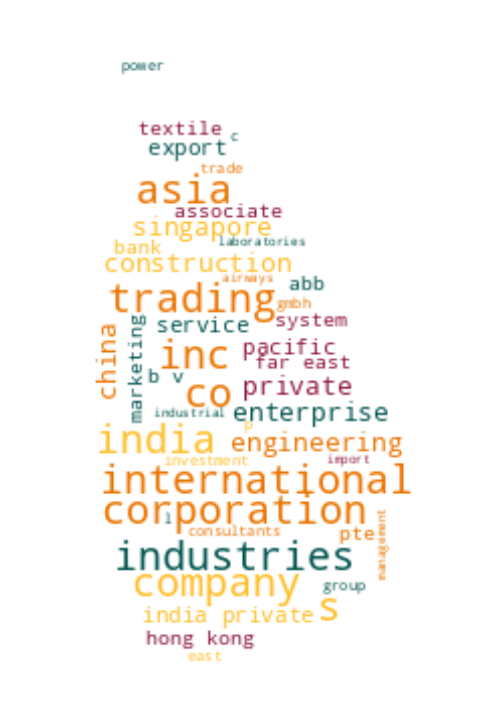 power
textile c
export
trade
asia
associate
singapore
laboratories
bank
construction
airways
abb
trading gmbh
service system
china
marketing
inc pacific
far east
b v
co private
industrial enterprise
p
india engineering
investment import
international
corporation
l
consultants pte
management
industries
company group
s
india private
hong kong
east